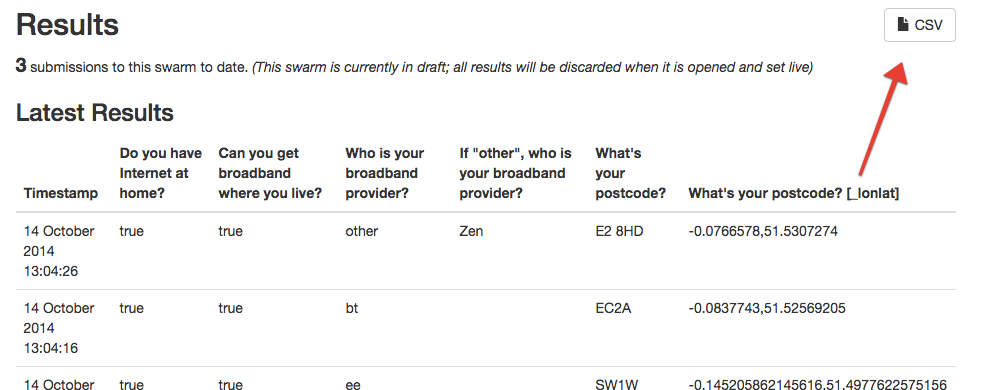 Results
CSV
3 submissions to this swarm to date. (This swarm is currently in draft; all results will be discarded when it is opened and set live)
Latest Results
Timestamp
Do you have
Internet at
home?
Can you get
broadband
where you live?
Who is your
broadband
provider?
If "other", who is
your broadband
provider?
What's
your
postcode?
What's your postcode? [_lonlat]
14 October
2014
13:04:26
true
true
other
Zen
E2 8HD
-0.0766578,51.5307274
14 October
2014
13:04:16
true
true
bt
EC2A
-0.0837743,51.52569205
14 October
true
true
ee
SW1W
-0.145205862145616,51.4977622575156